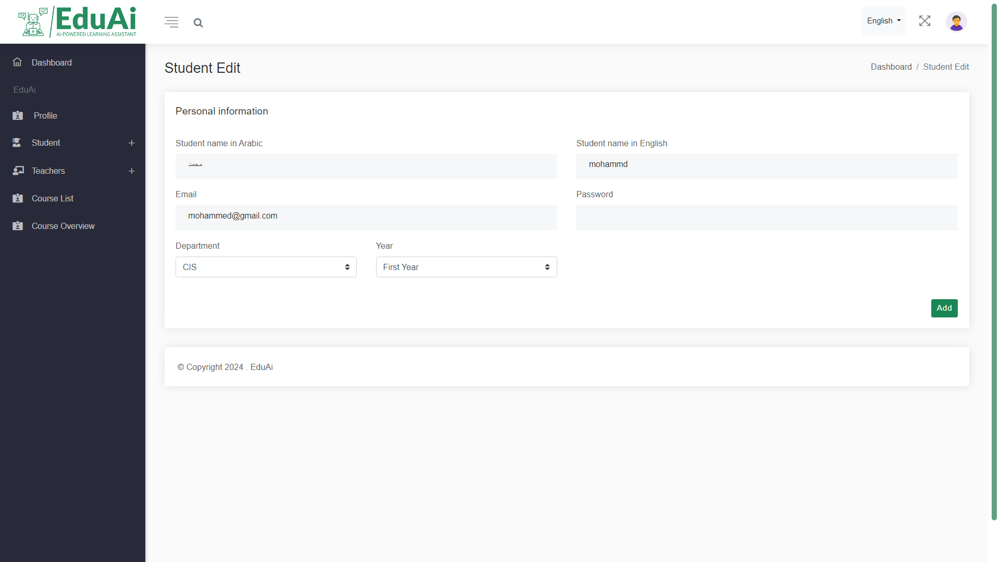 EduAi
AI-POWERED LEARNING ASSISTANT
English
Dashboard
EduAi
Profile
Student
Teachers
Course List
Course Overview
Student Edit
Dashboard / Student Edit
Personal information
Student name in Arabic
محمد
Student name in English
mohammd
Email
mohammed@gmail.com
Password
Department
CIS
Year
First Year
Add
© Copyright 2024 . EduAi